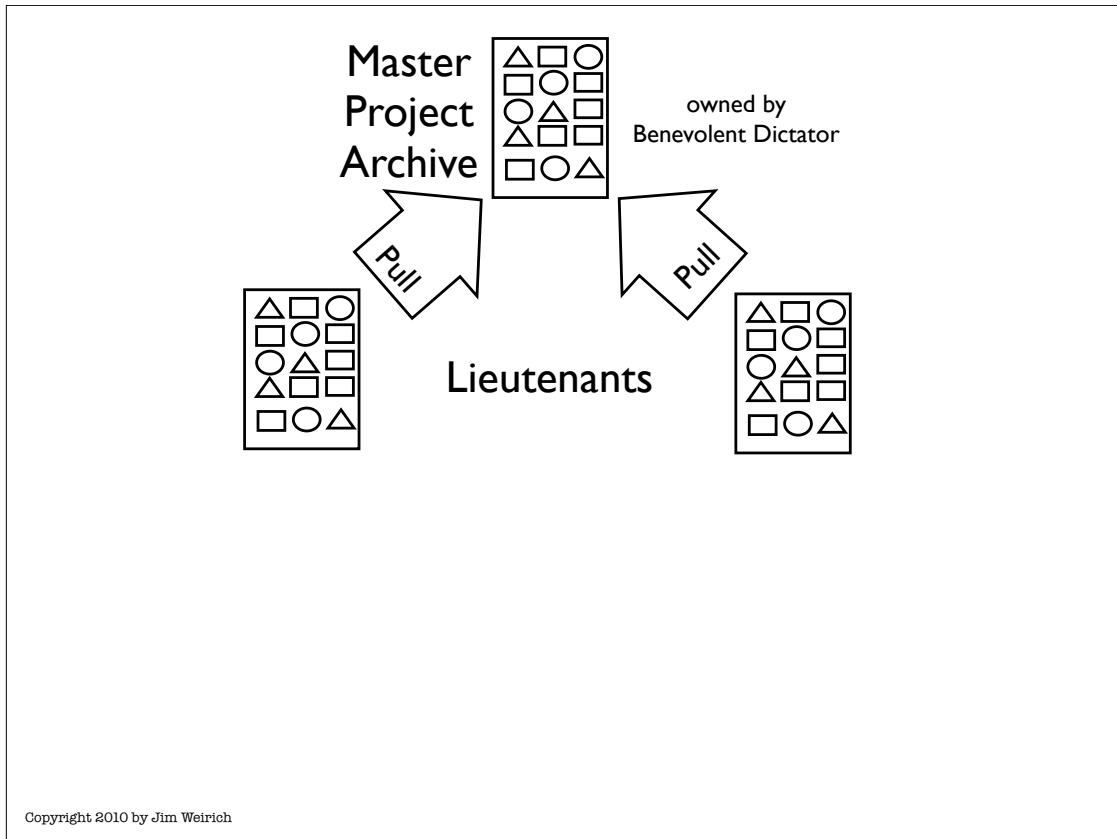 Master
Project
Archive
owned by
Benevolent Dictator
Pull
Pull
Lieutenants
Copyright 2010 by Jim Weirich